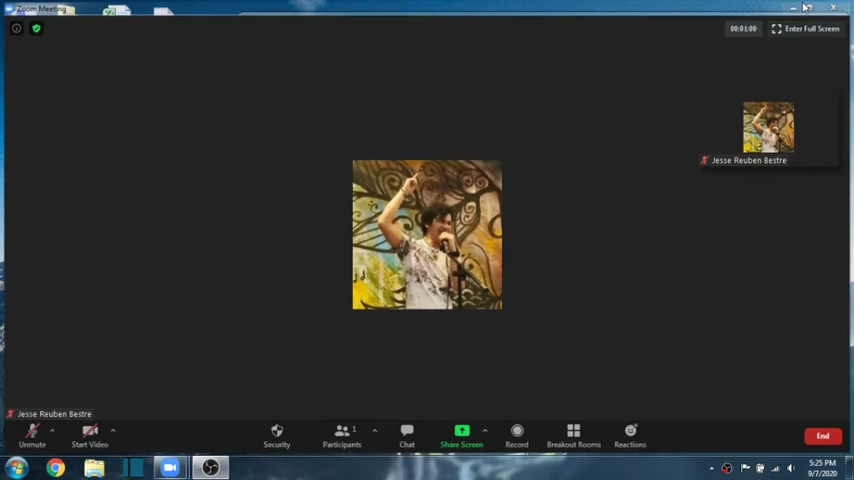 Zoom Meeting
00:01:00
Enter Full Screen
Jesse Reuben Bestre
Jesse Reuben Bestre
Unmute
Start Video
Security
Participants
1
Chat
Share Screen
Record
Breakout Rooms
Reactions
End
5:25 PM
9/7/2020